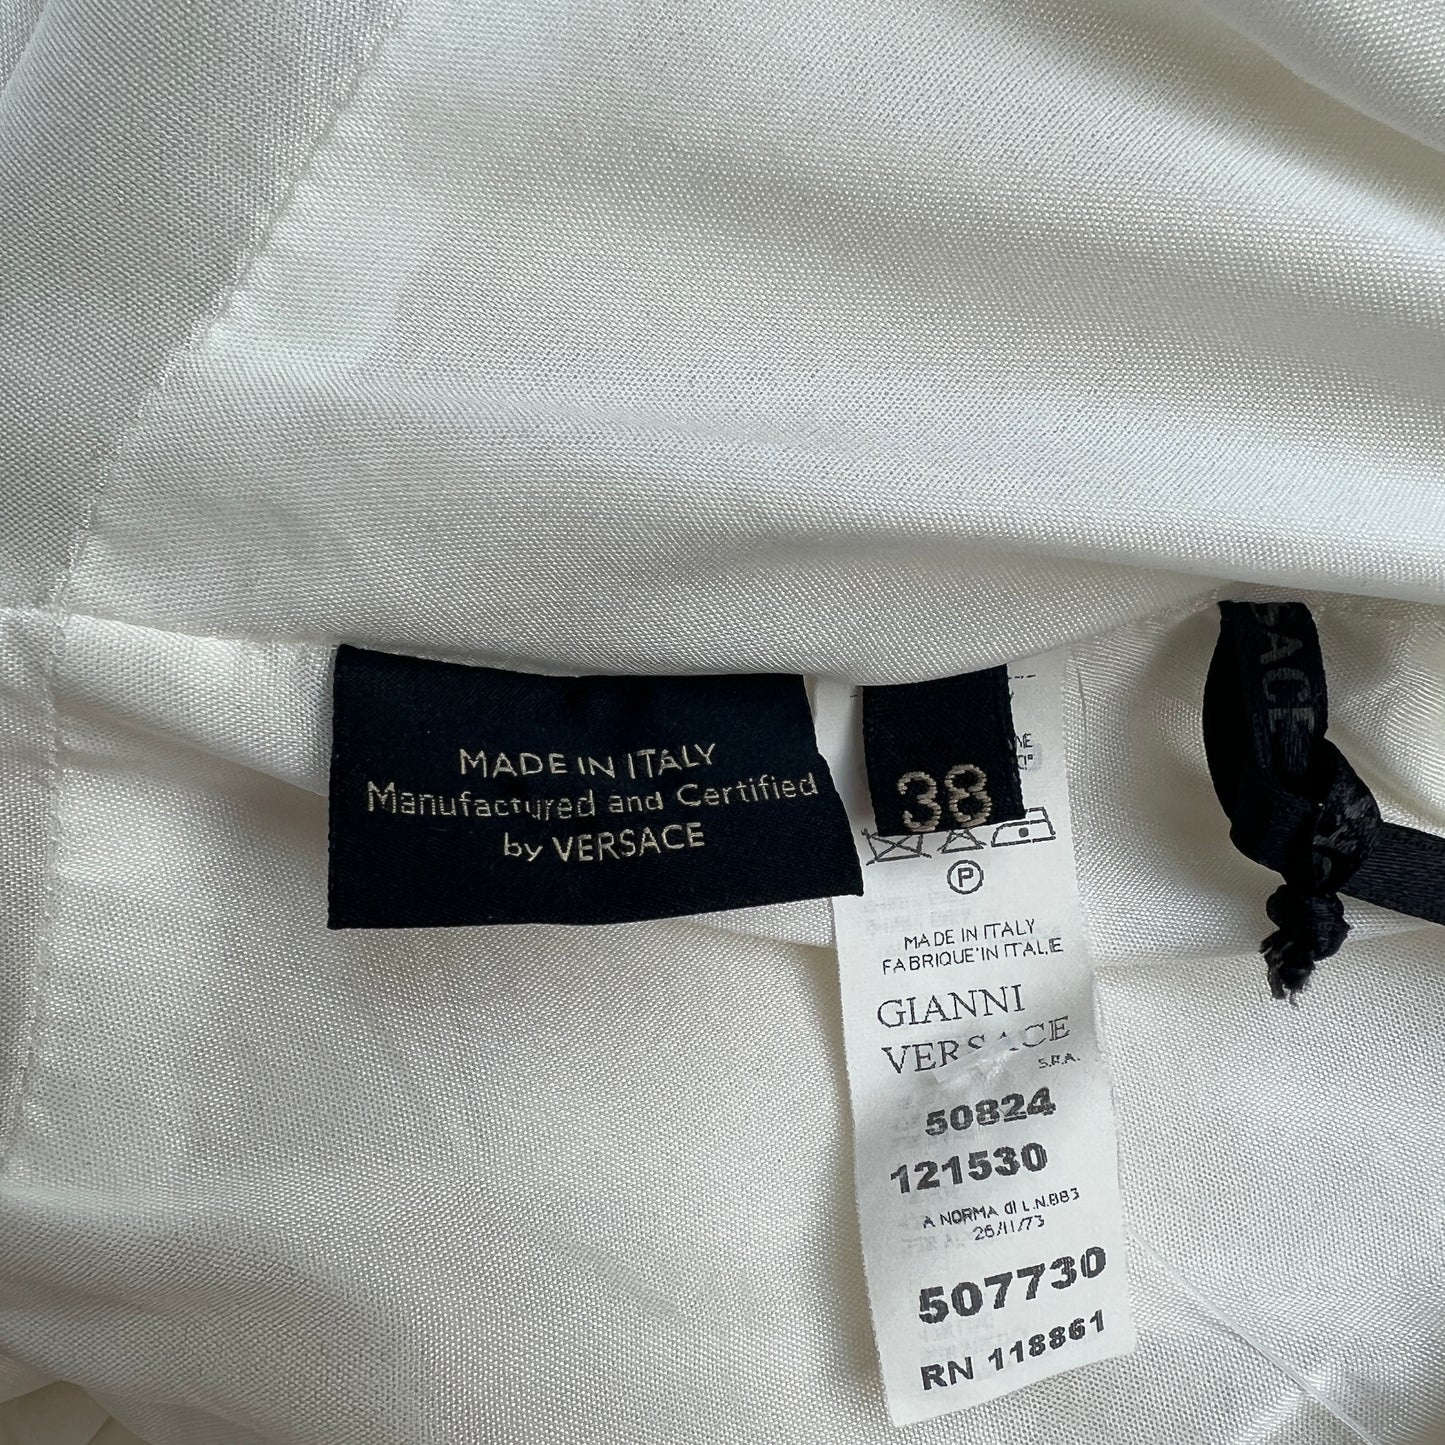 MADE IN ITALY
Manufactured and Certified
by VERSACE
38
P
MADE IN ITALY
FABRIQUE'IN ITALIE
GIANNI
VERSACE
S.P.A.
50824
121530
A NORMA di L.N.883
26/11/73
507730
RN 118861